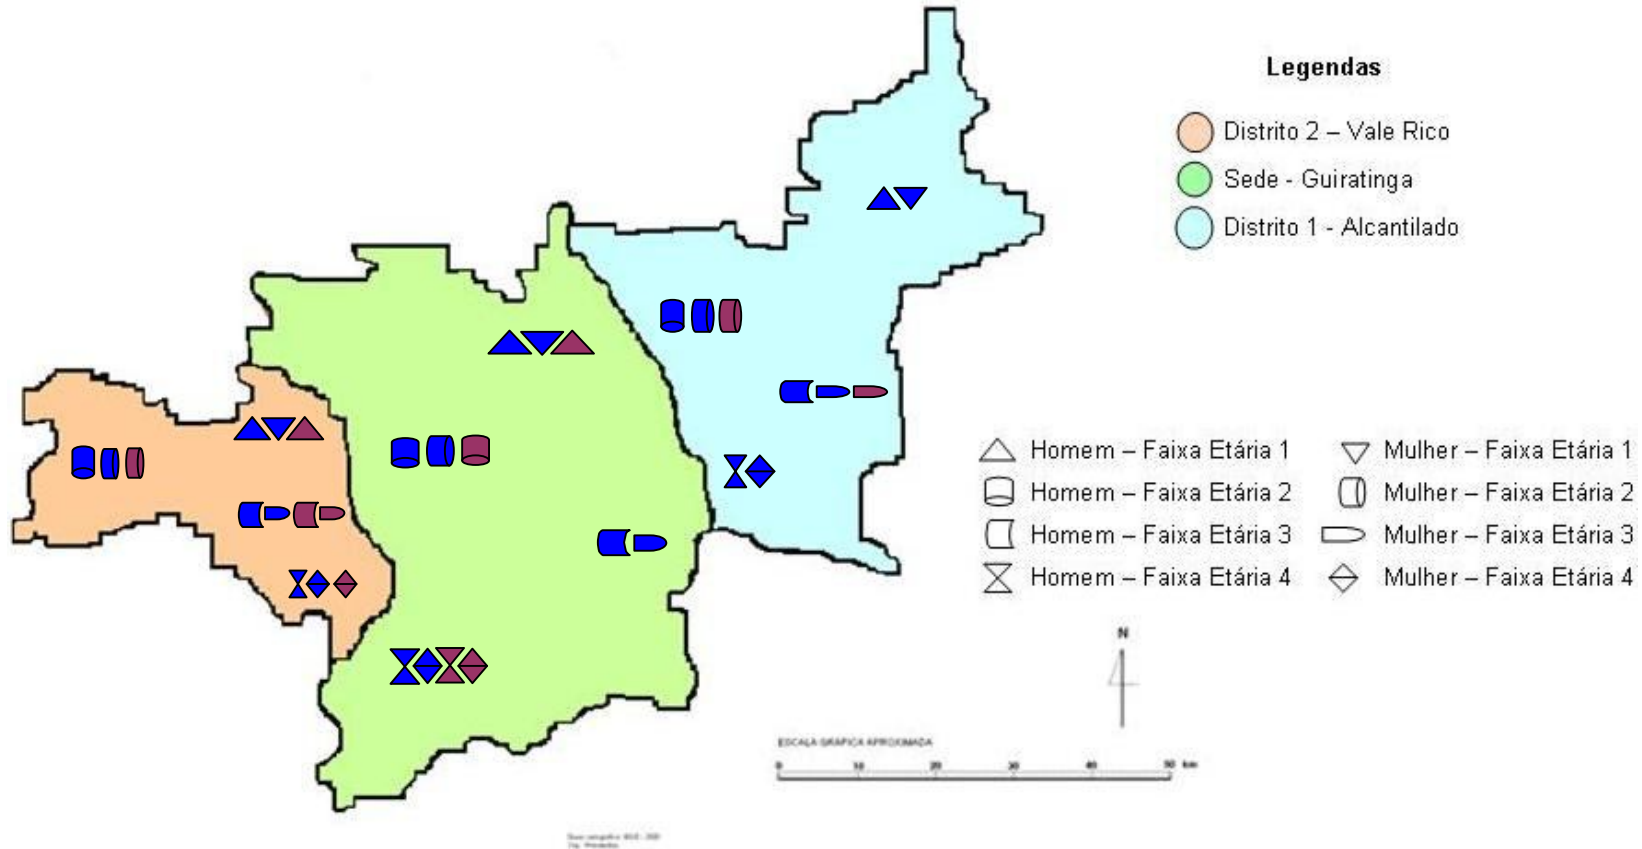 Legendas
Distrito 2 – Vale Rico
Sede - Guiratinga
Distrito 1 - Alcantilado
Homem – Faixa Etária 1
Mulher – Faixa Etária 1
Homem – Faixa Etária 2
Mulher – Faixa Etária 2
Homem – Faixa Etária 3
Mulher – Faixa Etária 3
Homem – Faixa Etária 4
Mulher – Faixa Etária 4
N
ESCALA GRÁFICA APROXIMADA
0 10 20 30 40 50 km